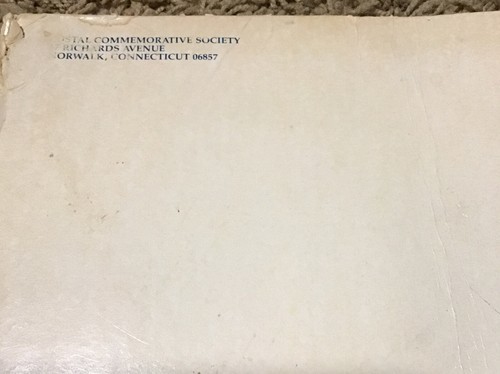 STAL COMMEMORATIVE SOCIETY
RICHARDS AVENUE
ORWALK, CONNECTICUT 06857